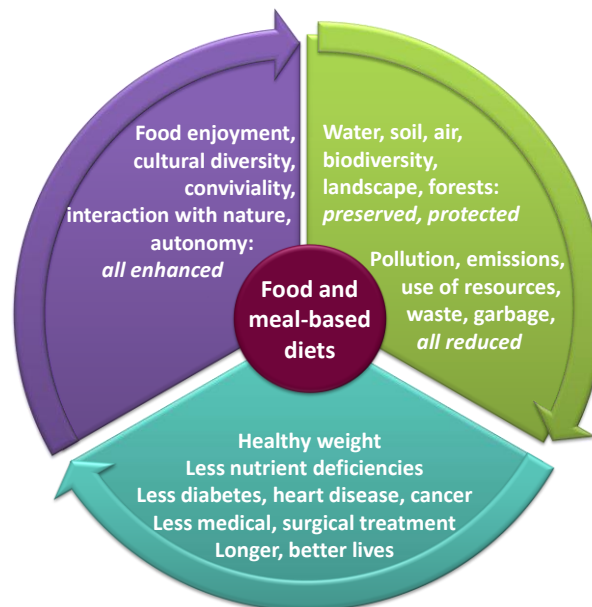 Food enjoyment,
cultural diversity,
conviviality,
interaction with nature,
autonomy:
all enhanced
Water, soil, air,
biodiversity,
landscape, forests:
preserved, protected
Pollution, emissions,
use of resources,
waste, garbage,
all reduced
Food and
meal-based
diets
Healthy weight
Less nutrient deficiencies
Less diabetes, heart disease, cancer
Less medical, surgical treatment
Longer, better lives